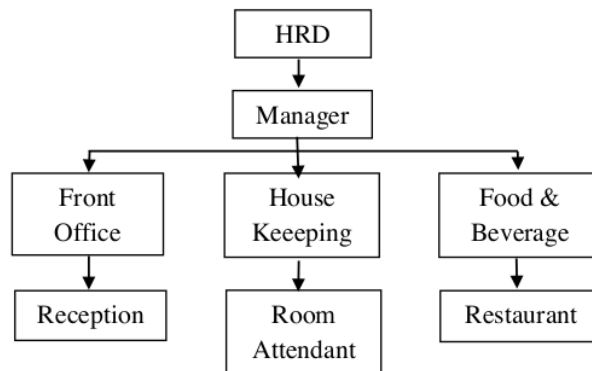 HRD
Manager
Front
Office
House
Keeeping
Food &
Beverage
Reception
Room
Attendant
Restaurant